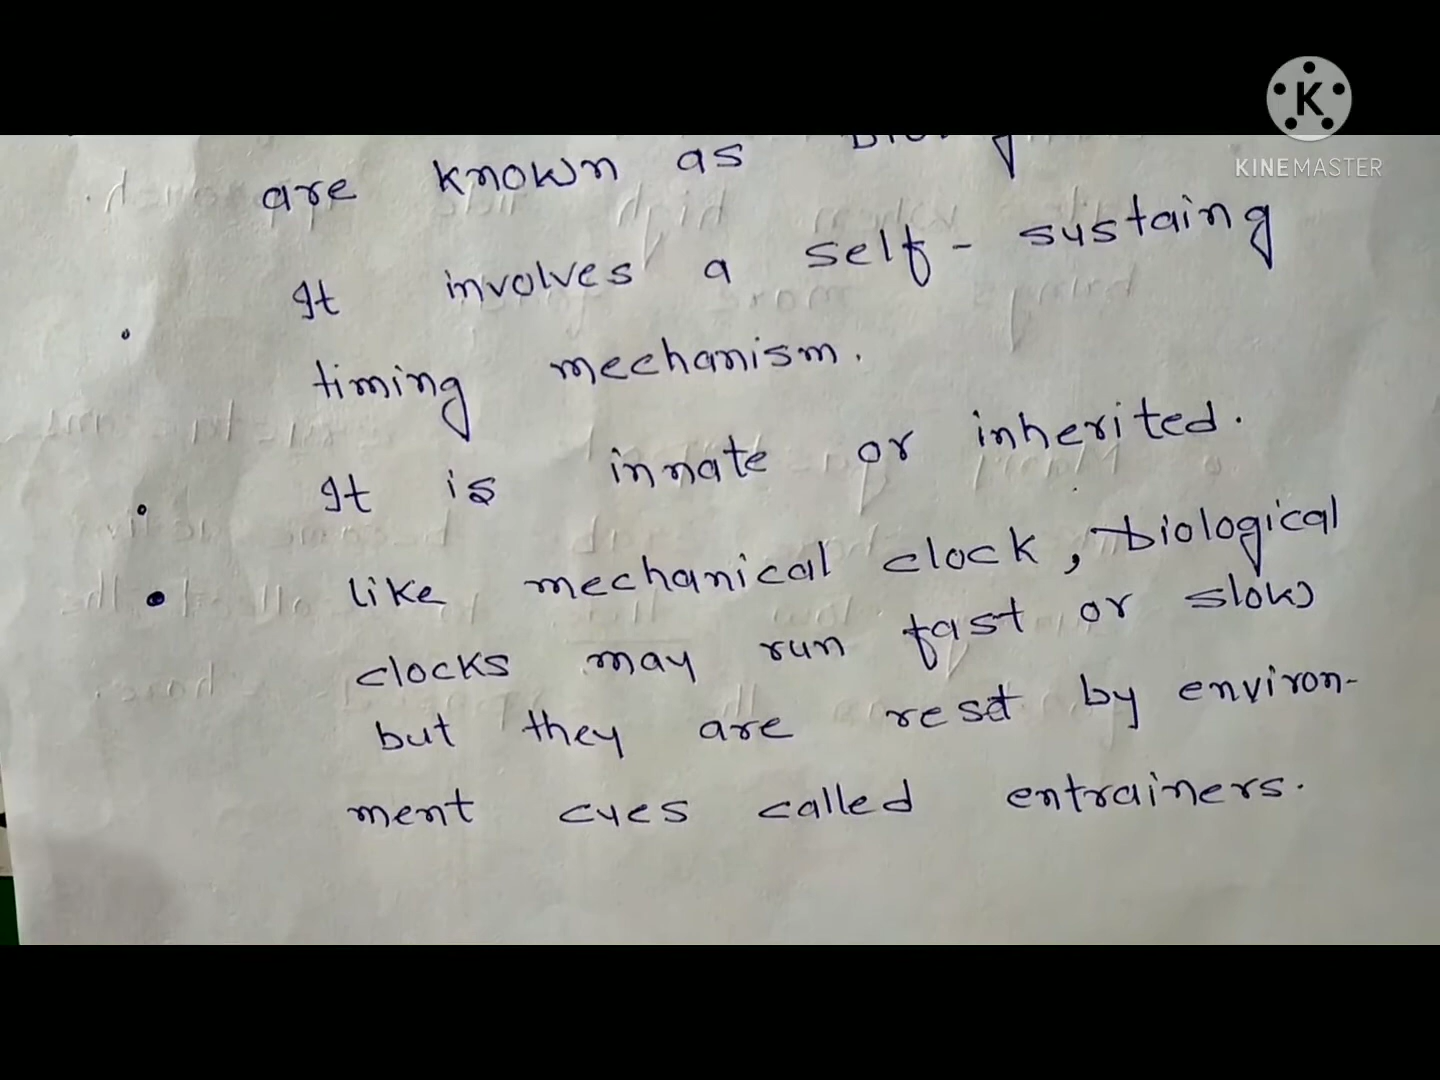 K
KINEMASTER
are known as
It involves a self-sustaing
timing mechanism.
It is innate or inherited.
like mechanical clock, biological
clocks may run fast or slow
but they are reset by environ-
ment cues called entrainers.